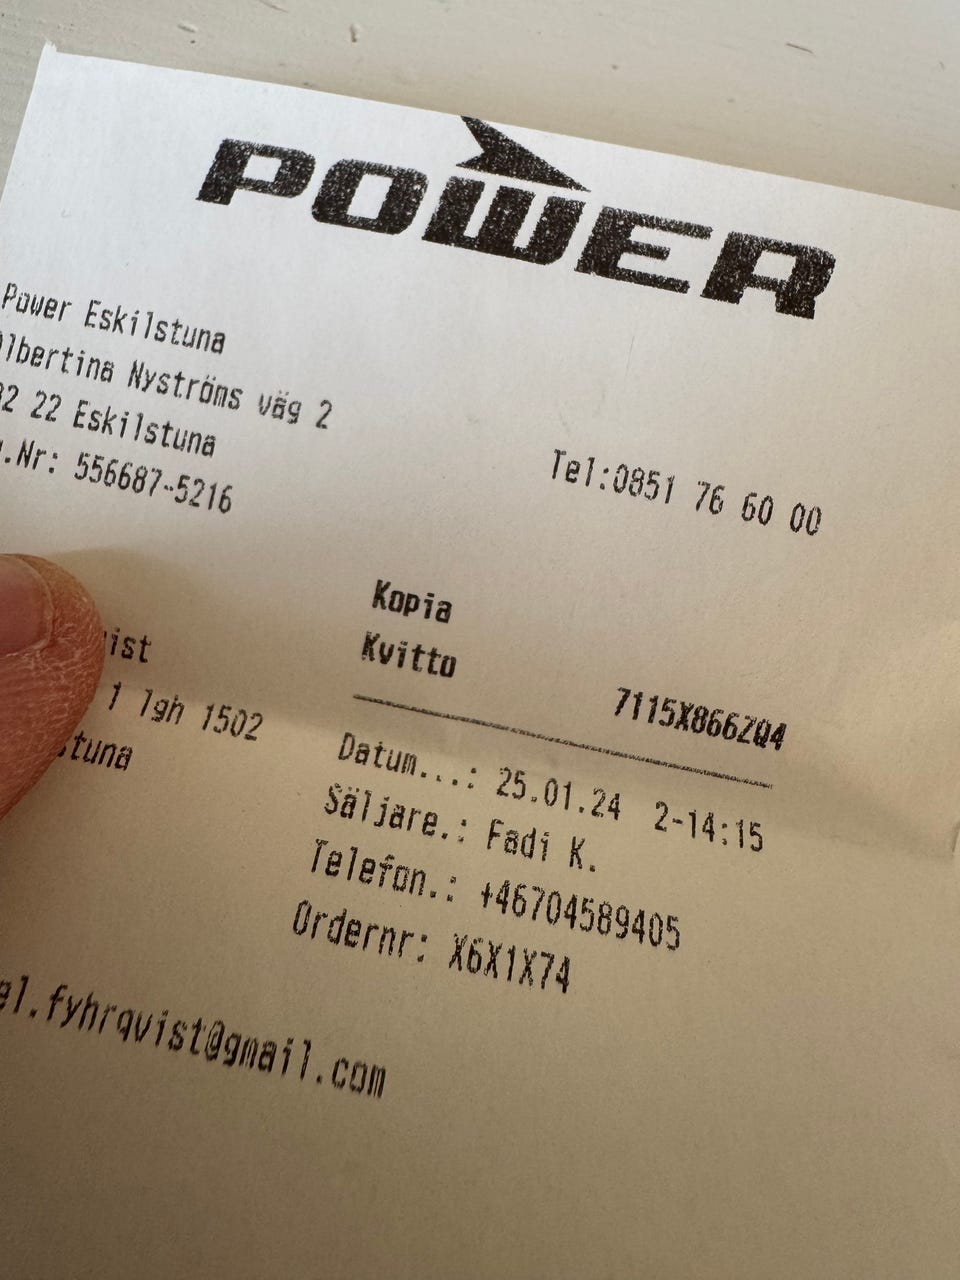 POWER
Power Eskilstuna
Albertina Nyströms väg 2
22 Eskilstuna
.Nr: 556687-5216
Tel:0851 76 60 00
Kopia
Kvitto
7115X866ZQ4
ist
1 lgh 1502
stuna
Datum...: 25.01.24 2-14:15
Säljare.: Fadi K.
Telefon.: +46704589405
Ordernr: X6X1X74
el.fyhrqvist@gmail.com